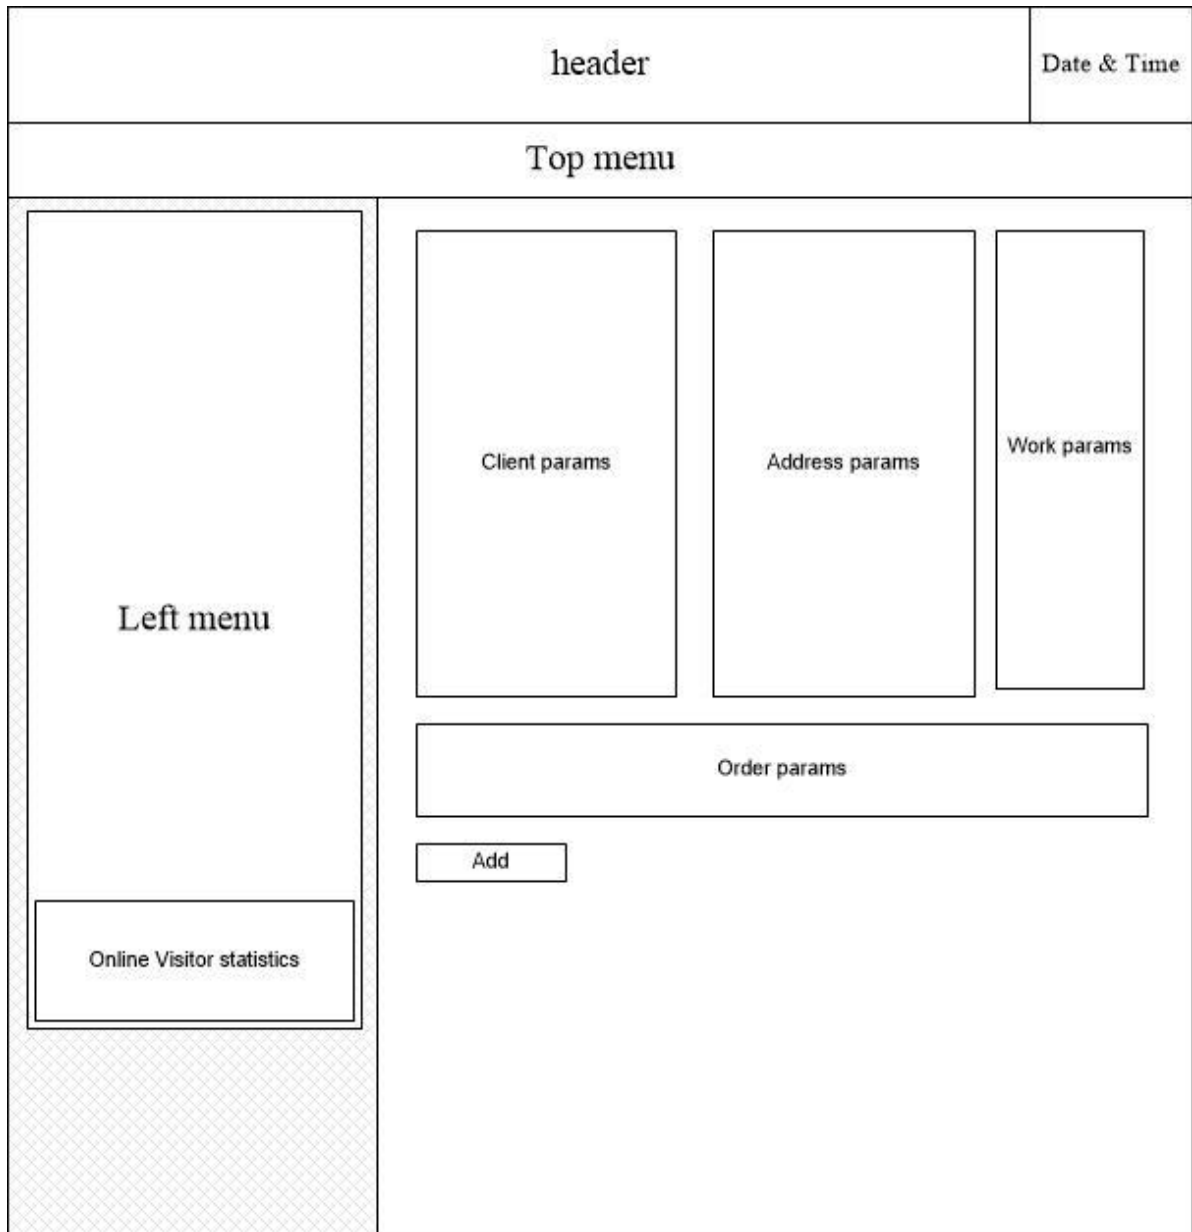 header
Date & Time
Top menu
Client params
Address params
Work params
Left menu
Order params
Add
Online Visitor statistics